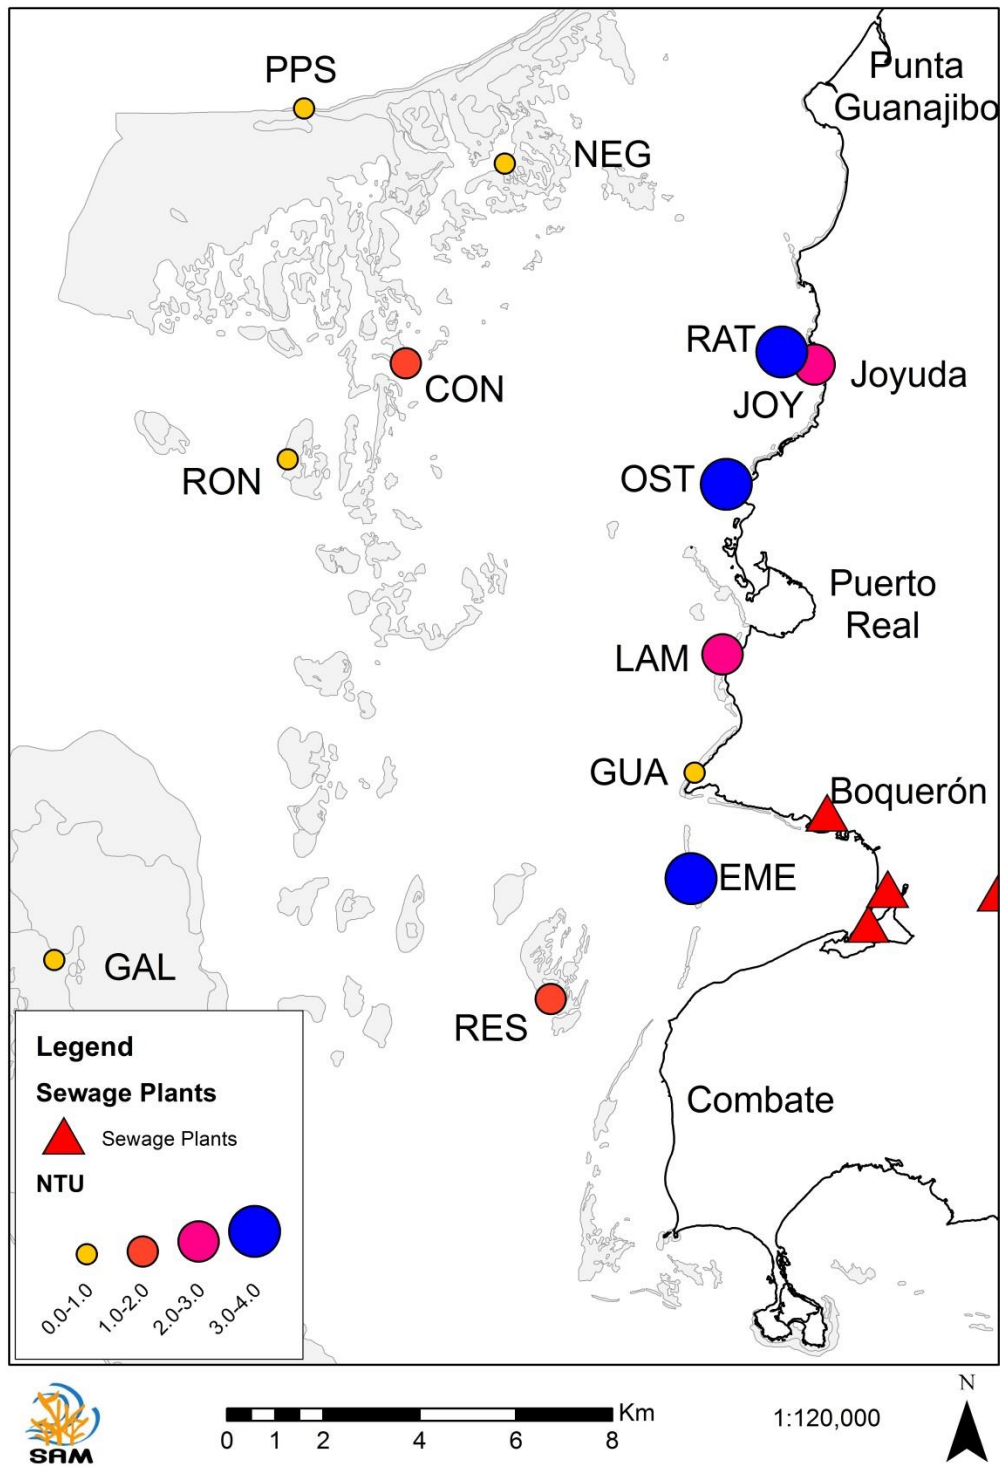 PPS
Punta
Guanajibo
NEG
RAT
CON
Joyuda
JOY
RON
OST
Puerto
Real
LAM
GUA
Boquerón
EME
GAL
RES
Legend
Sewage Plants
Sewage Plants
Combate
NTU
0.0-1.0
1.0-2.0
2.0-3.0
3.0-4.0
N
Km
0 1 2 4 6 8
1:120,000
SAM